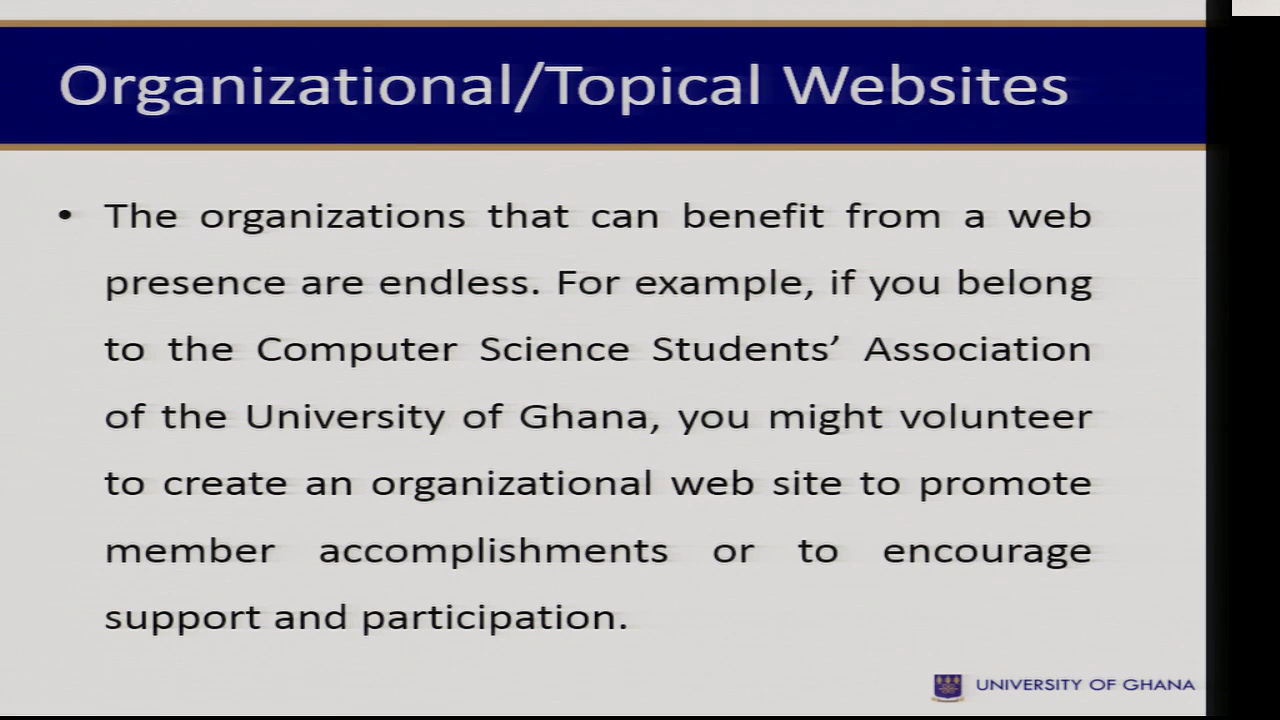 Organizational/Topical Websites
• The organizations that can benefit from a web
presence are endless. For example, if you belong
to the Computer Science Students’ Association
of the University of Ghana, you might volunteer
to create an organizational web site to promote
member accomplishments or to encourage
support and participation.
UNIVERSITY OF GHANA